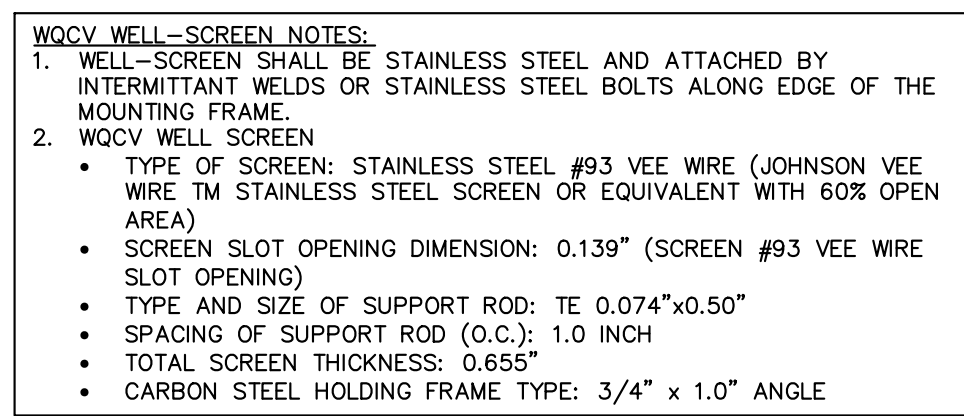 WQCV WELL–SCREEN NOTES:
1. WELL–SCREEN SHALL BE STAINLESS STEEL AND ATTACHED BY
INTERMITTANT WELDS OR STAINLESS STEEL BOLTS ALONG EDGE OF THE
MOUNTING FRAME.
2. WQCV WELL SCREEN
• TYPE OF SCREEN: STAINLESS STEEL #93 VEE WIRE (JOHNSON VEE
WIRE TM STAINLESS STEEL SCREEN OR EQUIVALENT WITH 60% OPEN
AREA)
• SCREEN SLOT OPENING DIMENSION: 0.139" (SCREEN #93 VEE WIRE
SLOT OPENING)
• TYPE AND SIZE OF SUPPORT ROD: TE 0.074"x0.50"
• SPACING OF SUPPORT ROD (O.C.): 1.0 INCH
• TOTAL SCREEN THICKNESS: 0.655"
• CARBON STEEL HOLDING FRAME TYPE: 3/4" x 1.0" ANGLE